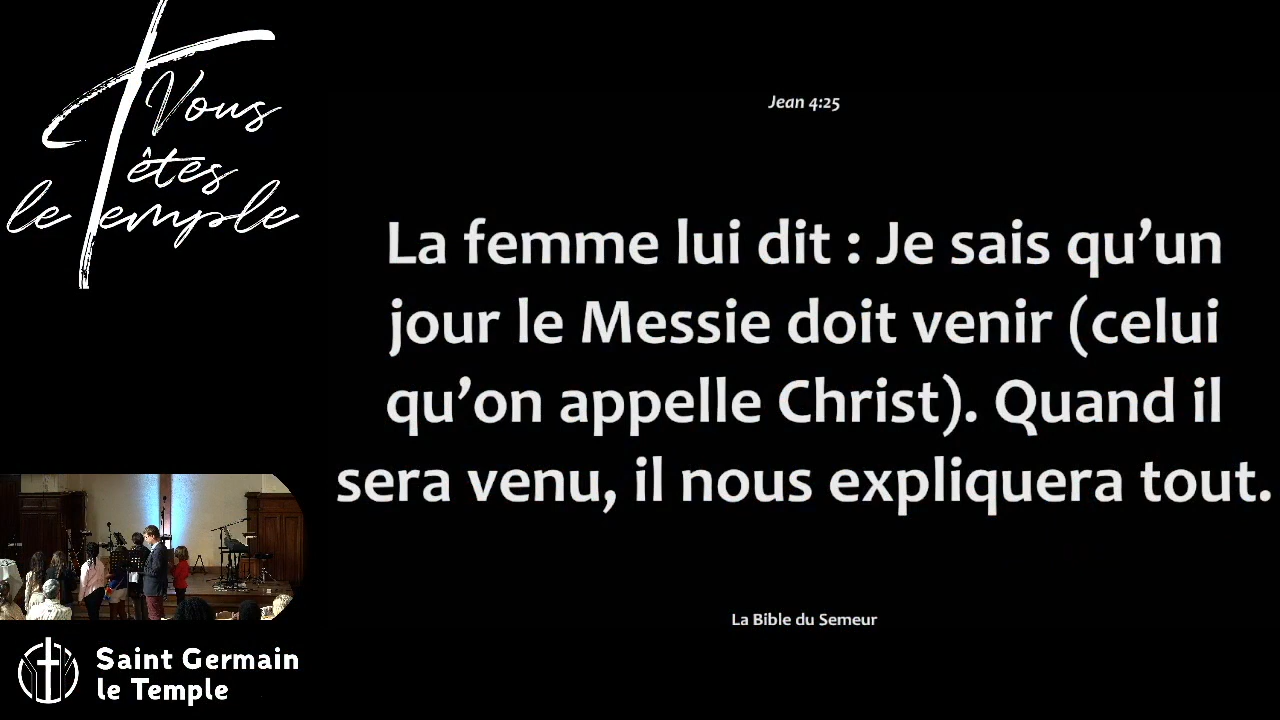 Vous
êtes
le Temple
Jean 4:25
La femme lui dit : Je sais qu’un
jour le Messie doit venir (celui
qu’on appelle Christ). Quand il
sera venu, il nous expliquera tout.
La Bible du Semeur
Saint Germain
le Temple